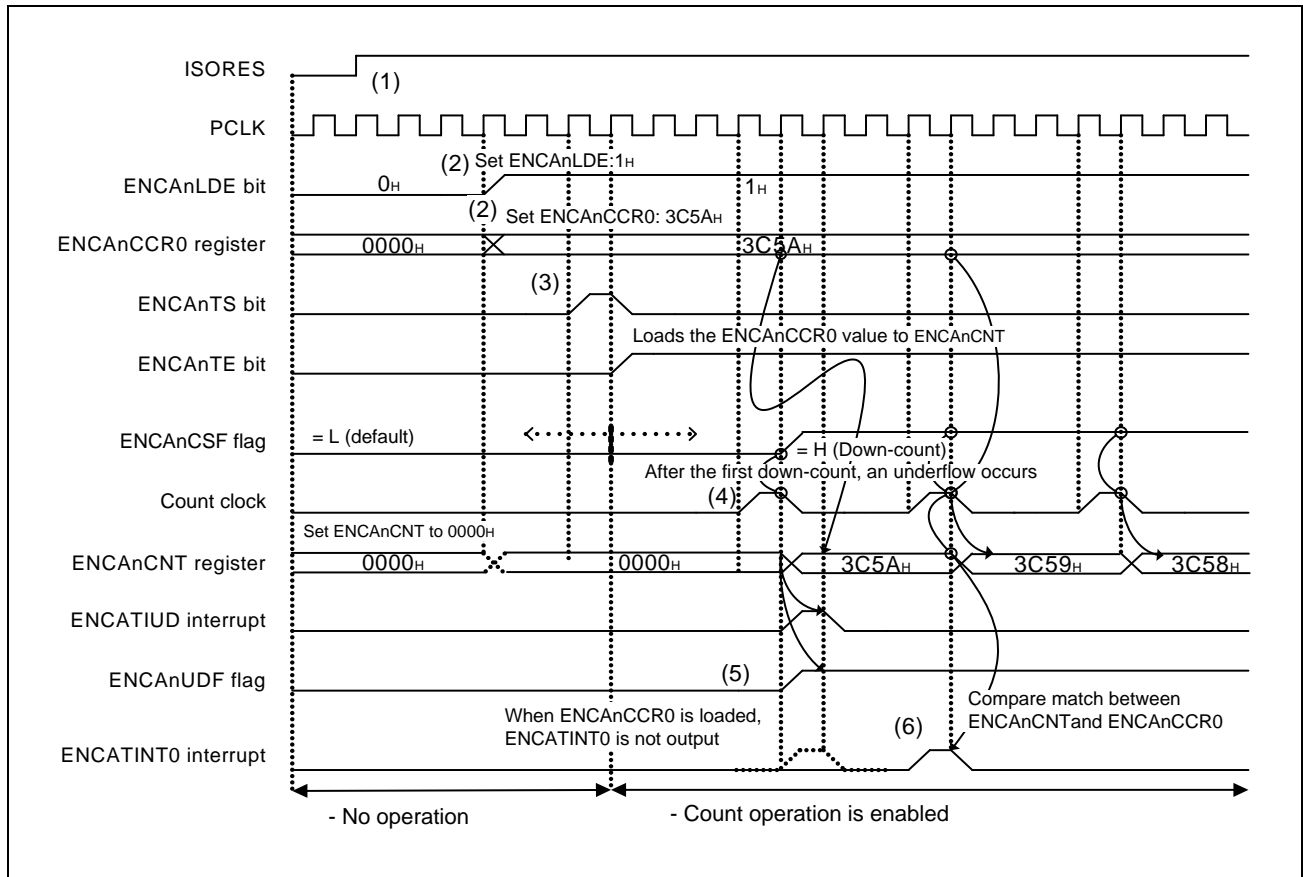 ISORES
(1)
PCLK
(2) Set ENCAnLDE:1H
ENCAnLDE bit
0H
1H
(2) Set ENCAnCCR0: 3C5AH
ENCAnCCR0 register
0000H
3C5AH
(3)
ENCAnTS bit
Loads the ENCAnCCR0 value to ENCAnCNT
ENCAnTE bit
ENCAnCSF flag
= L (default)
= H (Down-count)
After the first down-count, an underflow occurs
Count clock
(4)
Set ENCAnCNT to 0000H
ENCAnCNT register
0000H
0000H
3C5AH
3C59H
3C58H
ENCATIUD interrupt
ENCAnUDF flag
(5)
When ENCAnCCR0 is loaded,
ENCATINT0 is not output
Compare match between
ENCAnCNTand ENCAnCCR0
(6)
ENCATINT0 interrupt
- No operation
- Count operation is enabled